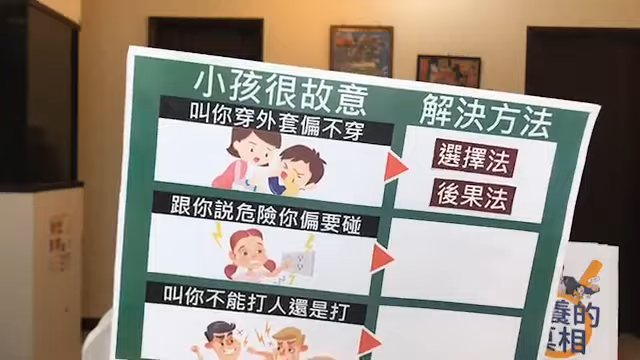 小孩很故意
解決方法
叫你穿外套偏不穿
選擇法
後果法
跟你說危險你偏要碰
叫你不能打人還是打
養的
真相